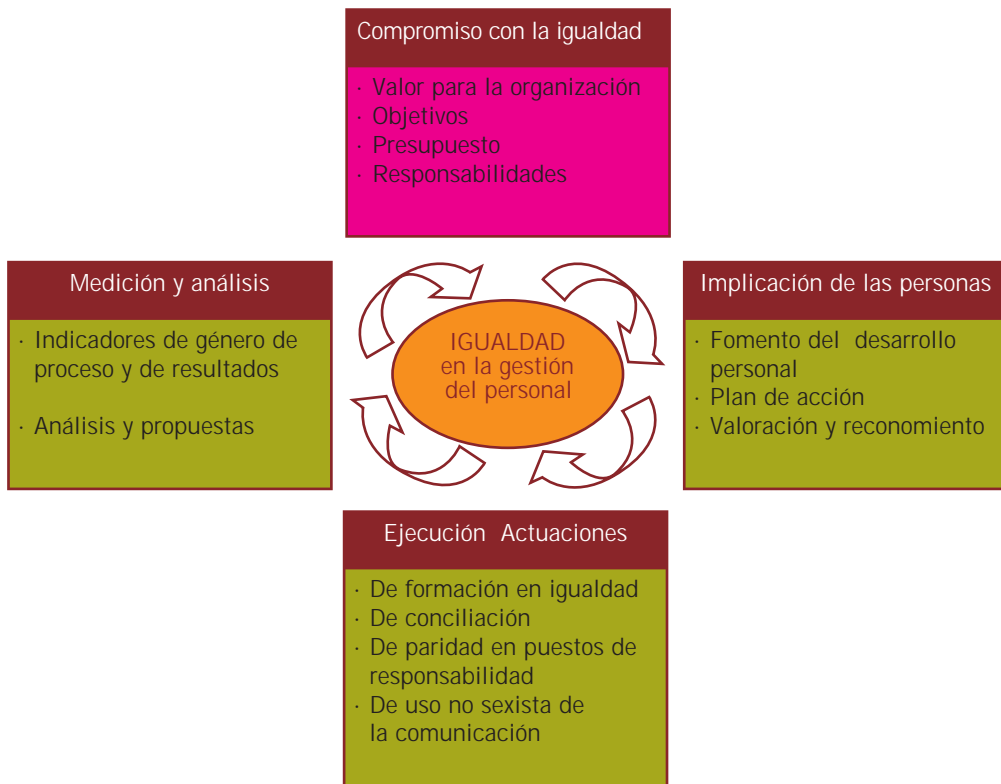 Compromiso con la igualdad
· Valor para la organización
· Objetivos
· Presupuesto
· Responsabilidades
Medición y análisis
· Indicadores de género de
proceso y de resultados
· Análisis y propuestas
IGUALDAD
en la gestión
del personal
Implicación de las personas
· Fomento del desarrollo
personal
· Plan de acción
· Valoración y reconomiento
Ejecución Actuaciones
· De formación en igualdad
· De conciliación
· De paridad en puestos de
responsabilidad
· De uso no sexista de
la comunicación